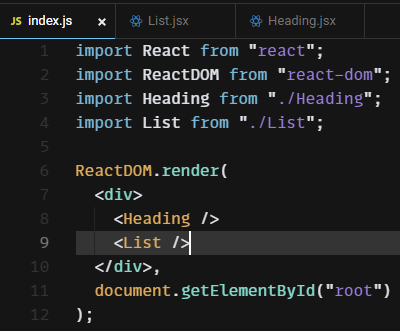 JS index.js × List.jsx Heading.jsx
1 import React from "react";
2 import ReactDOM from "react-dom";
3 import Heading from "./Heading";
4 import List from "./List";
5
6 ReactDOM.render(
7   <div>
8     <Heading />
9     <List />
10   </div>,
11   document.getElementById("root")
12 );